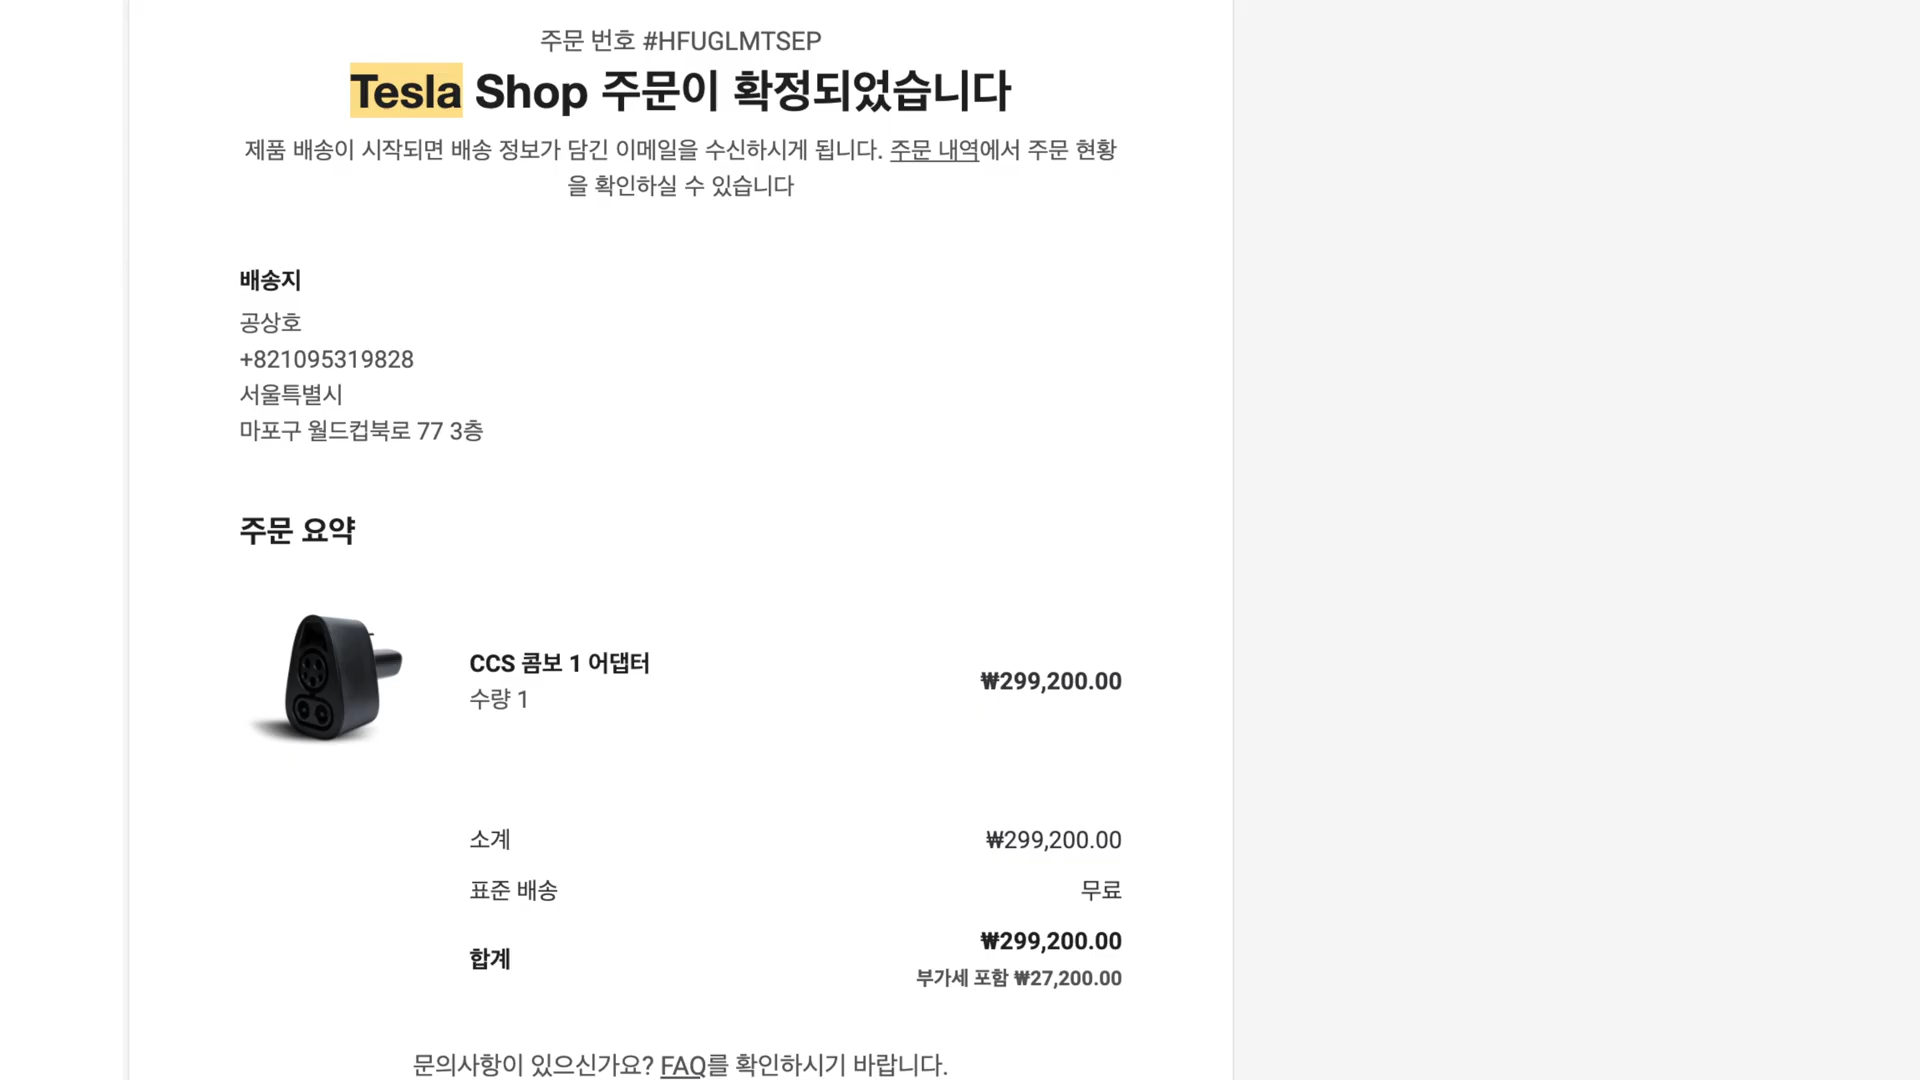 주문 번호 #HFUGLMTSEP
Tesla Shop 주문이 확정되었습니다
제품 배송이 시작되면 배송 정보가 담긴 이메일을 수신하시게 됩니다. 주문 내역에서 주문 현황
을 확인하실 수 있습니다
배송지
공상호
+821095319828
서울특별시
마포구 월드컵북로 77 3층
주문 요약
CCS 콤보 1 어댑터
수량 1
₩299,200.00
소계 ₩299,200.00
표준 배송 무료
합계 ₩299,200.00
부가세 포함 ₩27,200.00
문의사항이 있으신가요? FAQ를 확인하시기 바랍니다.